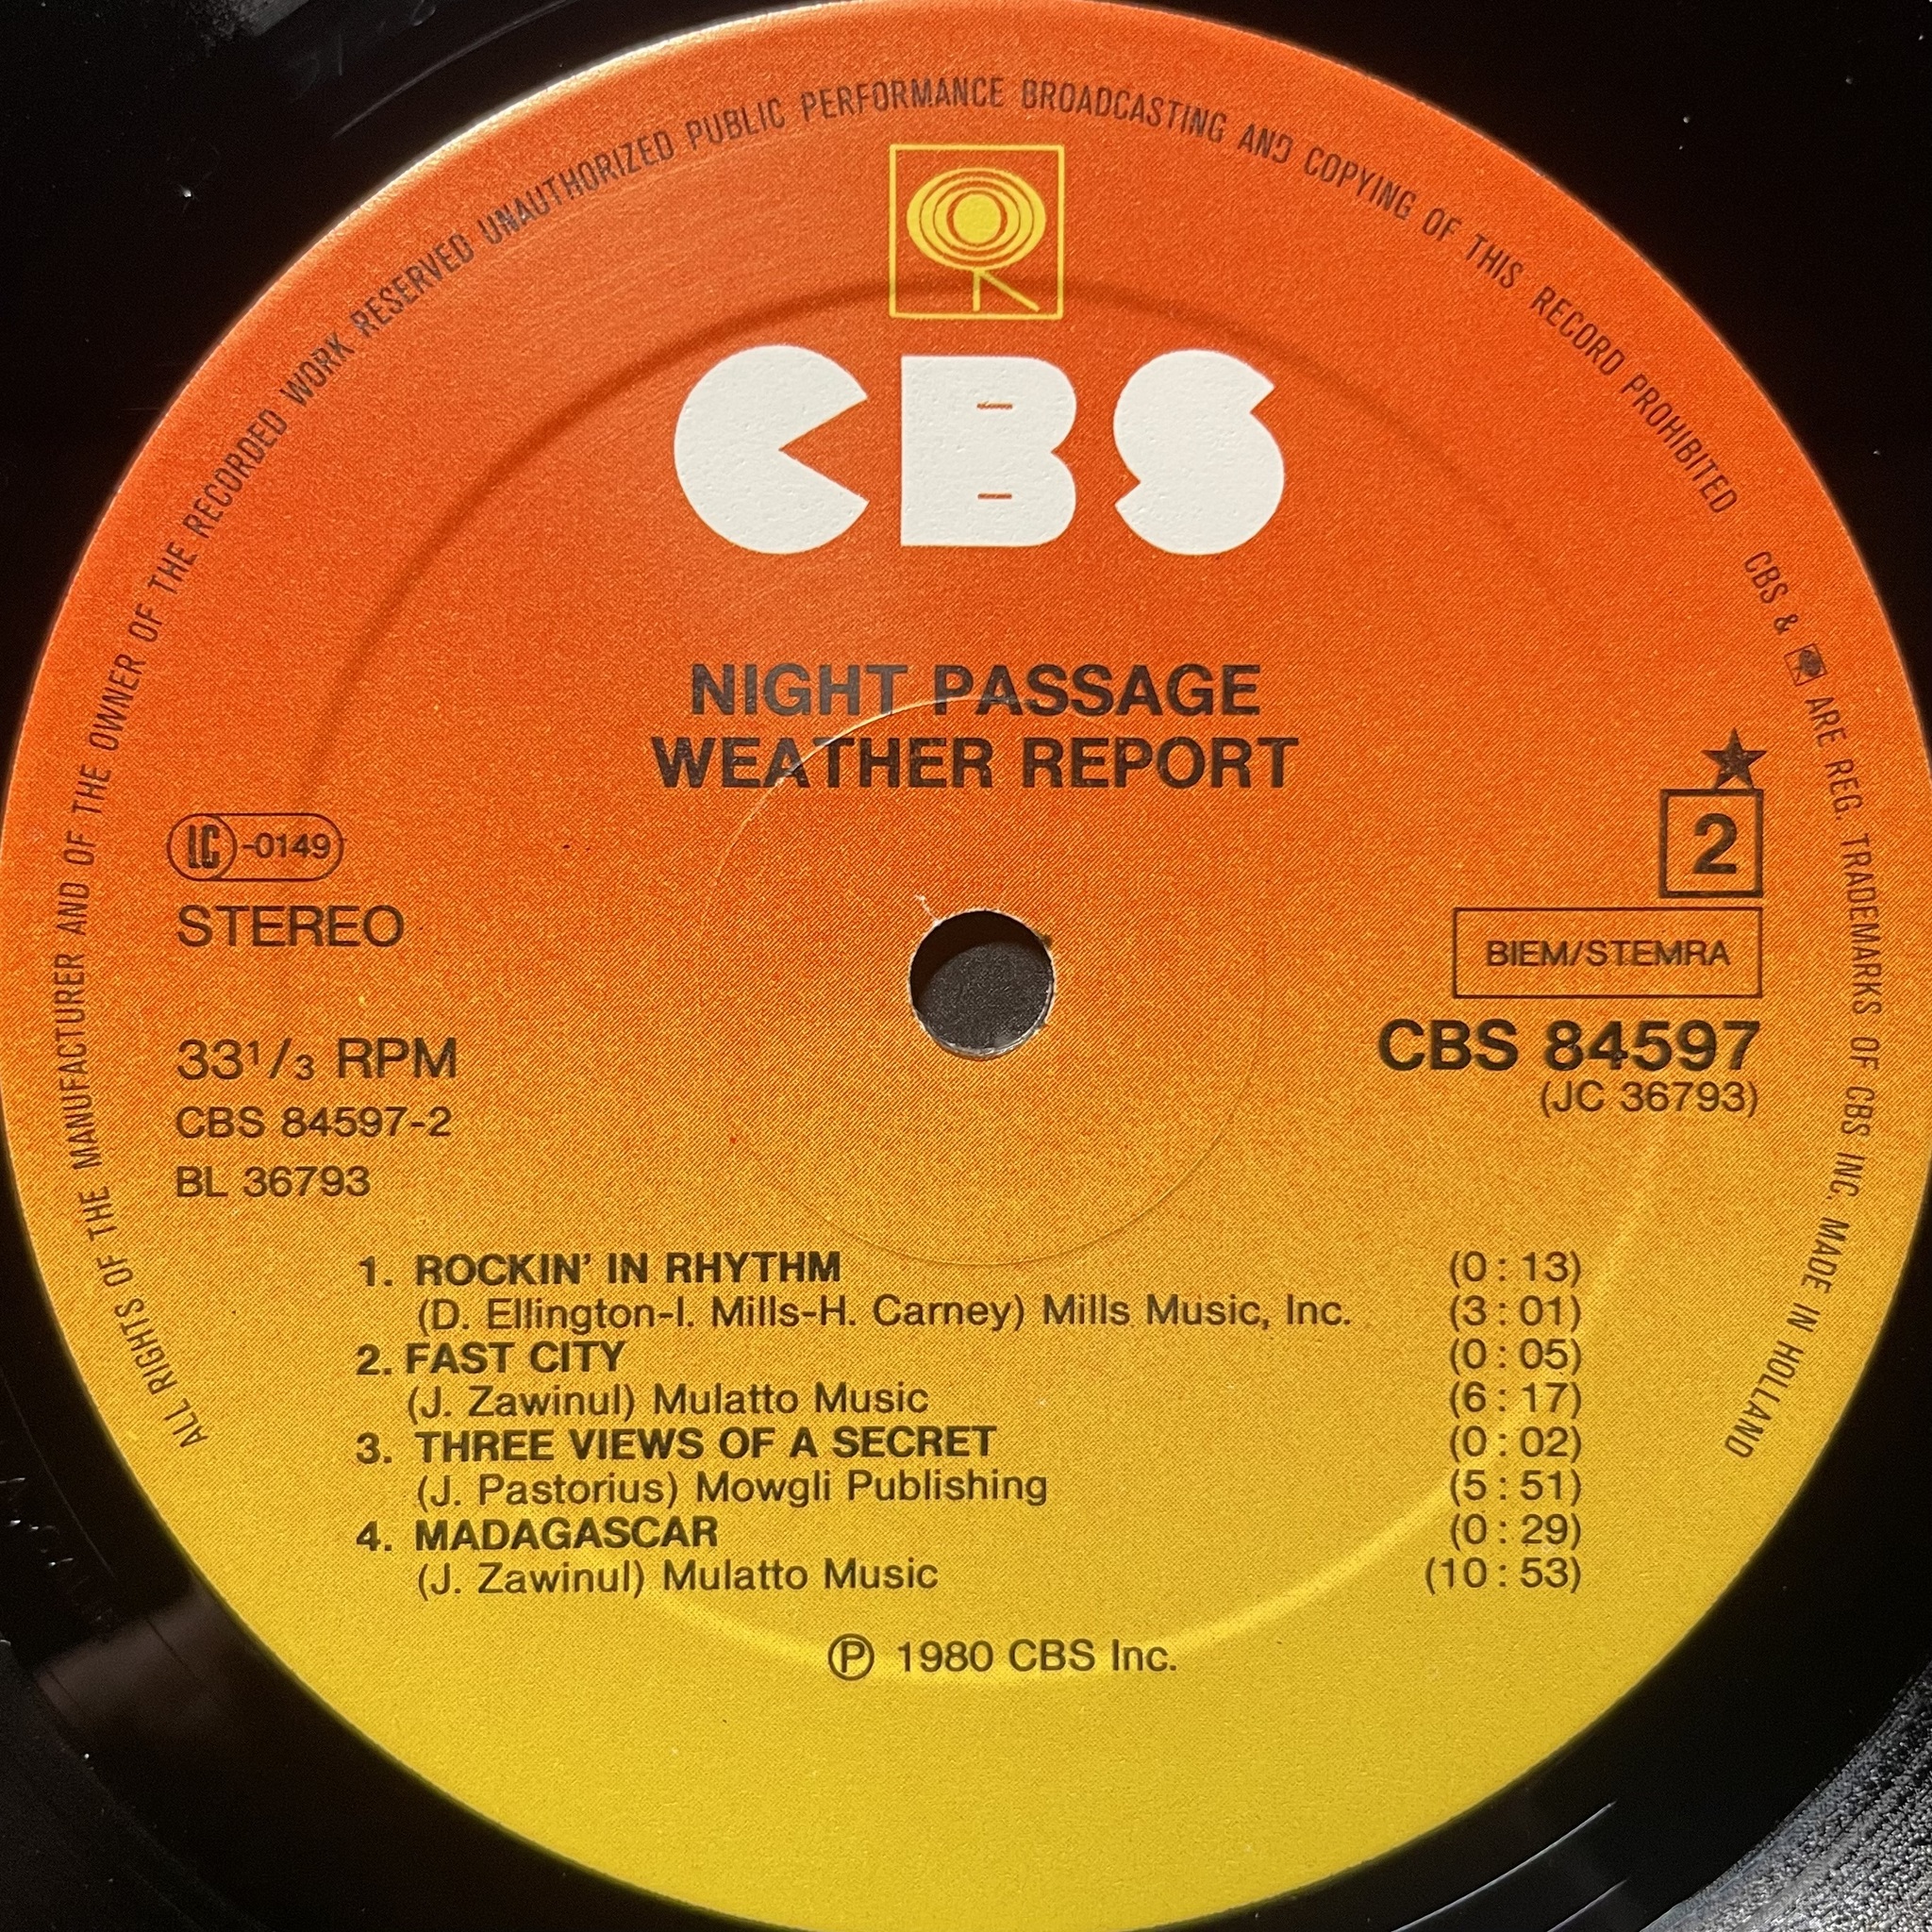 ALL RIGHTS OF THE MANUFACTURER AND OF THE OWNER OF THE RECORDED WORK RESERVED UNAUTHORIZED PUBLIC PERFORMANCE BROADCASTING AND COPYING OF THIS RECORD PROHIBITED
CBS & ARE REG. TRADEMARKS OF CBS INC. MADE IN HOLLAND
CBS
NIGHT PASSAGE
WEATHER REPORT
LC-0149
STEREO
33 1/3 RPM
CBS 84597-2
BL 36793
★
2
BIEM/STEMRA
CBS 84597
(JC 36793)
1. ROCKIN' IN RHYTHM (0 : 13)
(D. Ellington-I. Mills-H. Carney) Mills Music, Inc. (3 : 01)
2. FAST CITY (0 : 05)
(J. Zawinul) Mulatto Music (6 : 17)
3. THREE VIEWS OF A SECRET (0 : 02)
(J. Pastorius) Mowgli Publishing (5 : 51)
4. MADAGASCAR (0 : 29)
(J. Zawinul) Mulatto Music (10 : 53)
Ⓟ 1980 CBS Inc.